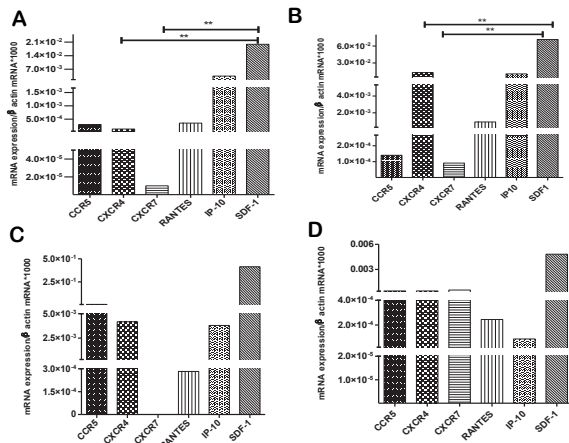 A
mRNA expression/β actin mRNA*1000
2.1×10⁻²
1.4×10⁻²
7.0×10⁻³
1.5×10⁻³
5.0×10⁻⁴
4.0×10⁻⁵
2.0×10⁻⁵
**
**
CCR5 CXCR4 CXCR7 RANTES IP-10 SDF-1
B
mRNA expression/β actin mRNA*1000
6.0×10⁻²
3.0×10⁻²
4.0×10⁻³
2.0×10⁻³
2.0×10⁻⁴
1.0×10⁻⁴
**
**
CCR5 CXCR4 CXCR7 RANTES IP-10 SDF1
C
mRNA expression/β actin mRNA*1000
5.0×10⁻¹
2.5×10⁻¹
5.0×10⁻³
2.5×10⁻³
3.0×10⁻⁴
1.5×10⁻⁴
0
CCR5 CXCR4 CXCR7 RANTES IP-10 SDF-1
D
mRNA expression/β actin mRNA*1000
0.006
0.003
4.0×10⁻⁴
2.0×10⁻⁴
2.0×10⁻⁵
1.0×10⁻⁵
CCR5 CXCR4 CXCR7 RANTES IP-10 SDF-1